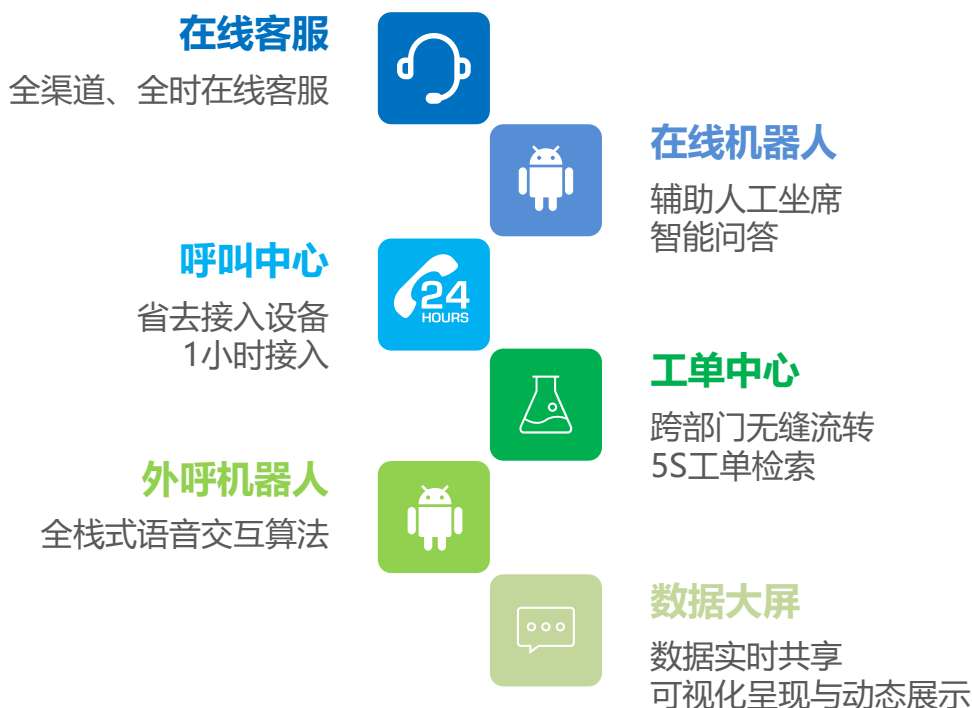 在线客服
全渠道、全时在线客服
在线机器人
辅助人工坐席
智能问答
呼叫中心
省去接入设备
1小时接入
24
HOURS
工单中心
跨部门无缝流转
5S工单检索
外呼机器人
全栈式语音交互算法
数据大屏
数据实时共享
可视化呈现与动态展示